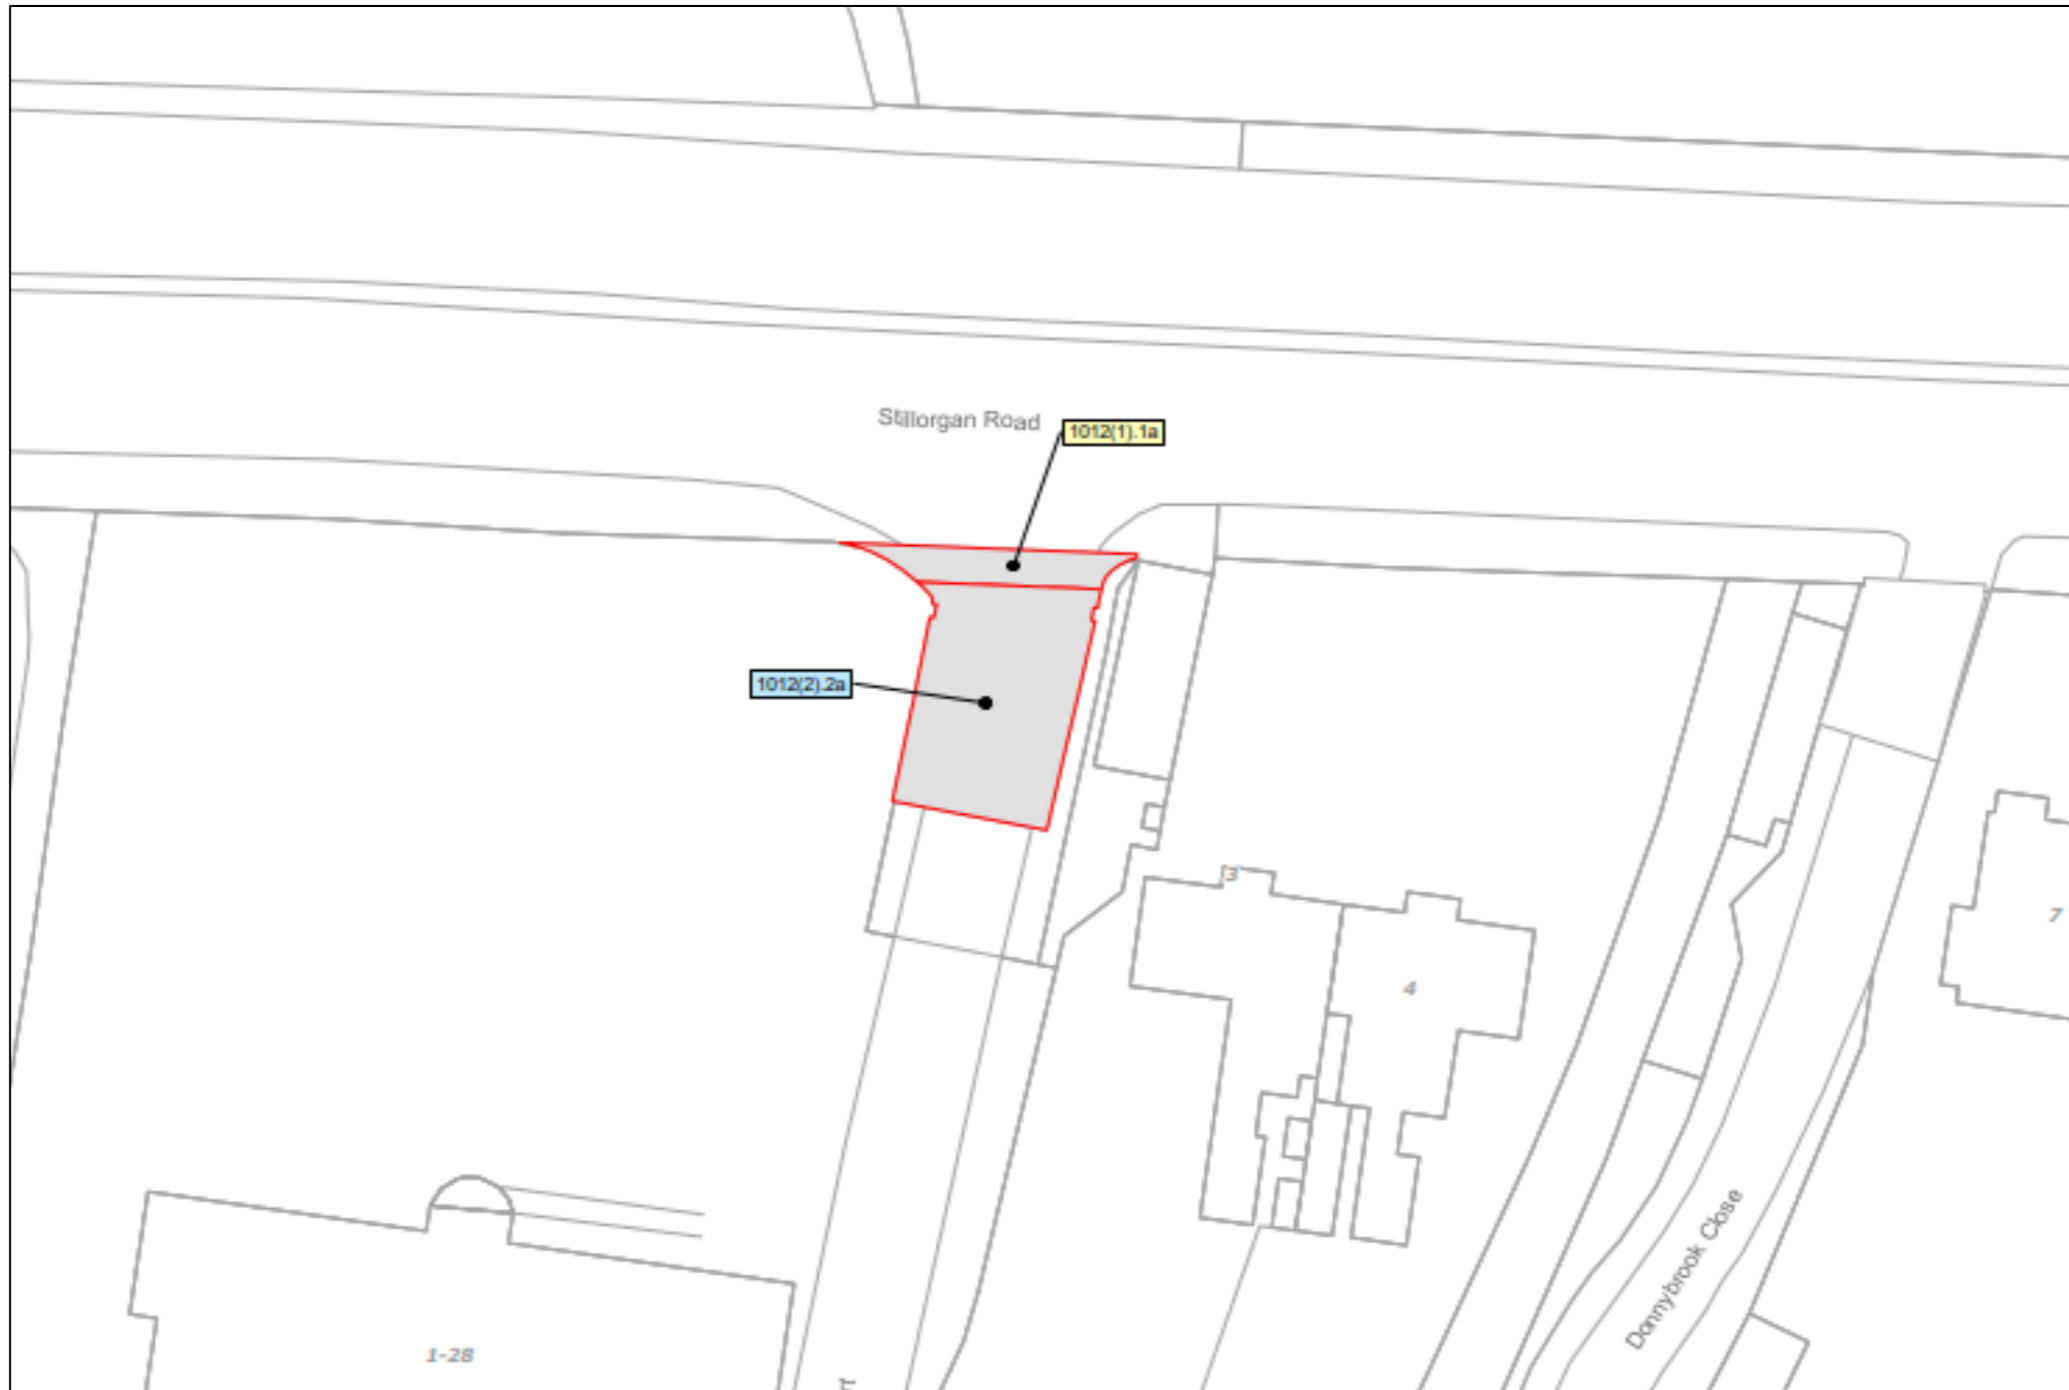 Stillorgan Road
1012(1).1a
1012(2).2a
3
4
7
Donnybrook Close
1-28